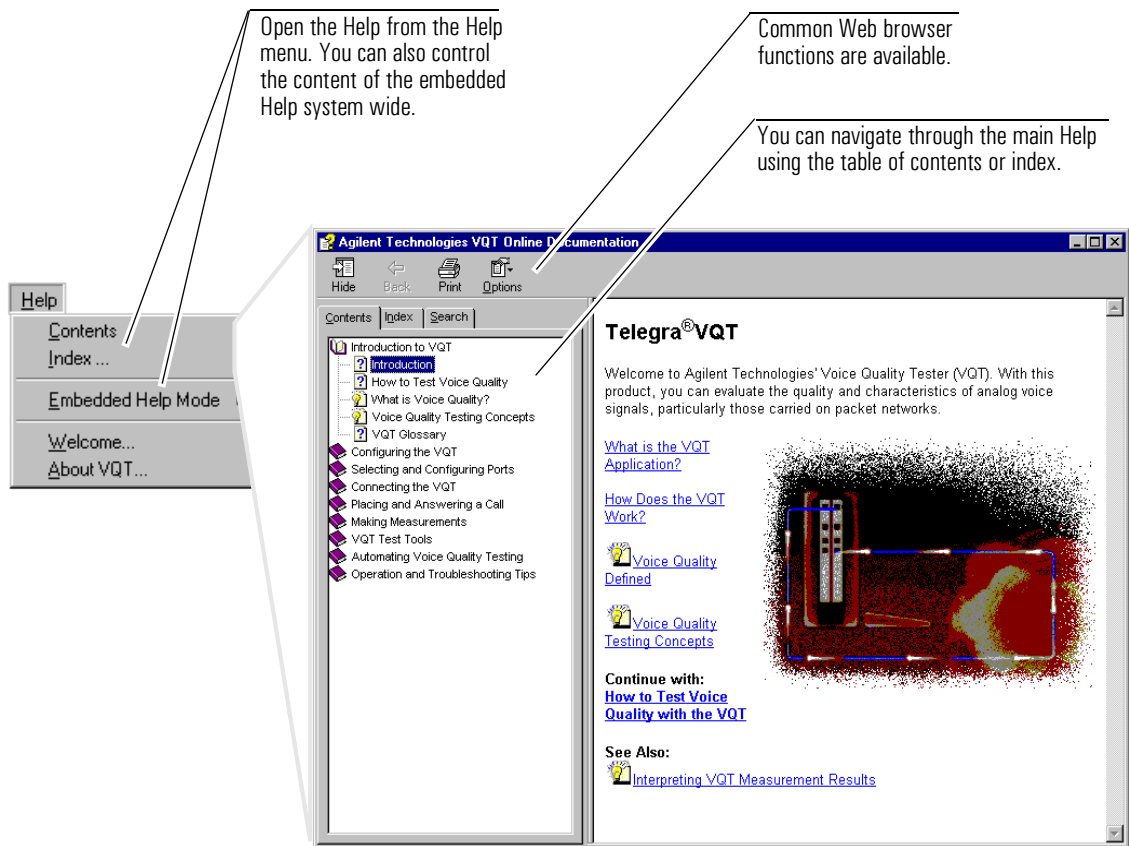 Open the Help from the Help
menu. You can also control
the content of the embedded
Help system wide.
Common Web browser
functions are available.
You can navigate through the main Help
using the table of contents or index.
Help
Contents
Index ...
Embedded Help Mode
Welcome...
About VQT...
Agilent Technologies VQT Online Documentation
Hide
Back
Print
Options
Contents
Index
Search
Introduction to VQT
Introduction
How to Test Voice Quality
What is Voice Quality?
Voice Quality Testing Concepts
VQT Glossary
Configuring the VQT
Selecting and Configuring Ports
Connecting the VQT
Placing and Answering a Call
Making Measurements
VQT Test Tools
Automating Voice Quality Testing
Operation and Troubleshooting Tips
Telegra®VQT
Welcome to Agilent Technologies' Voice Quality Tester (VQT). With this
product, you can evaluate the quality and characteristics of analog voice
signals, particularly those carried on packet networks.
What is the VQT
Application?
How Does the VQT
Work?
Voice Quality
Defined
Voice Quality
Testing Concepts
Continue with:
How to Test Voice
Quality with the VQT
See Also:
Interpreting VQT Measurement Results